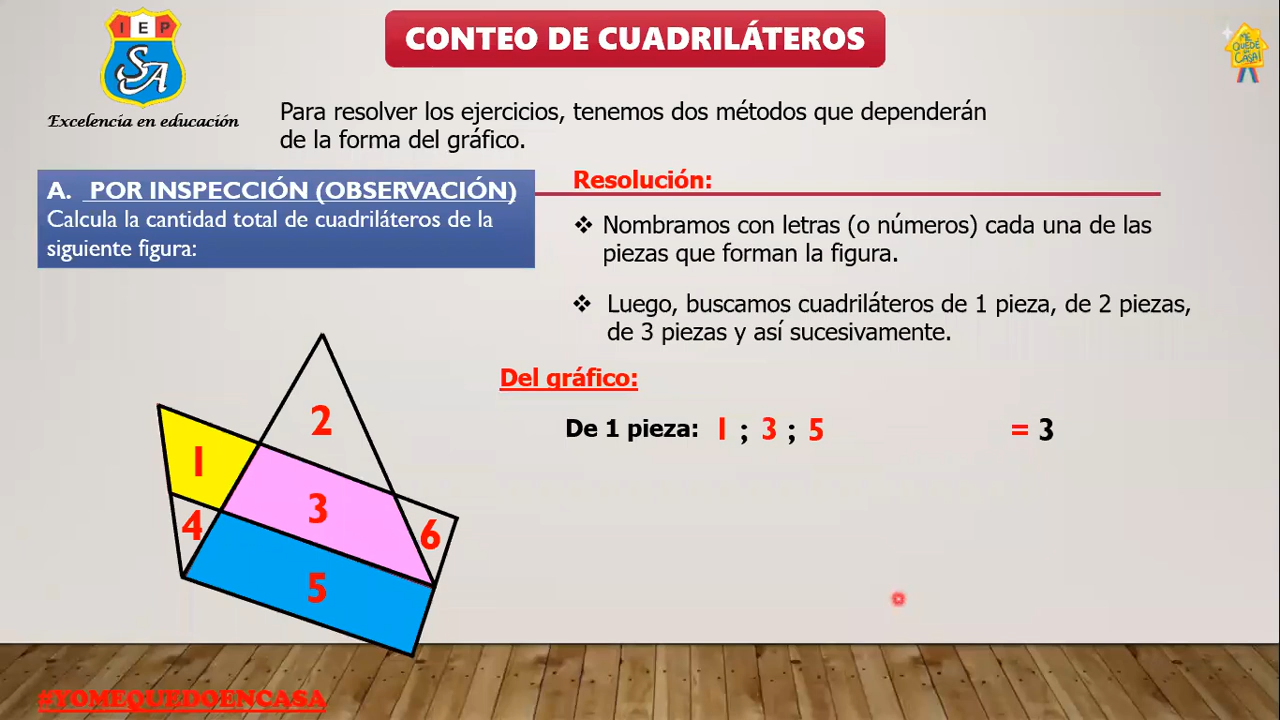 I E P
SA
Excelencia en educación
CONTEO DE CUADRILÁTEROS
ME QUEDÉ EN CASA!
Para resolver los ejercicios, tenemos dos métodos que dependerán
de la forma del gráfico.
A. POR INSPECCIÓN (OBSERVACIÓN)
Calcula la cantidad total de cuadriláteros de la
siguiente figura:
Resolución:
❖ Nombramos con letras (o números) cada una de las
piezas que forman la figura.
❖ Luego, buscamos cuadriláteros de 1 pieza, de 2 piezas,
de 3 piezas y así sucesivamente.
Del gráfico:
De 1 pieza: 1 ; 3 ; 5 = 3
2
1
3
4
6
5
#YOMEQUEDOENCASA